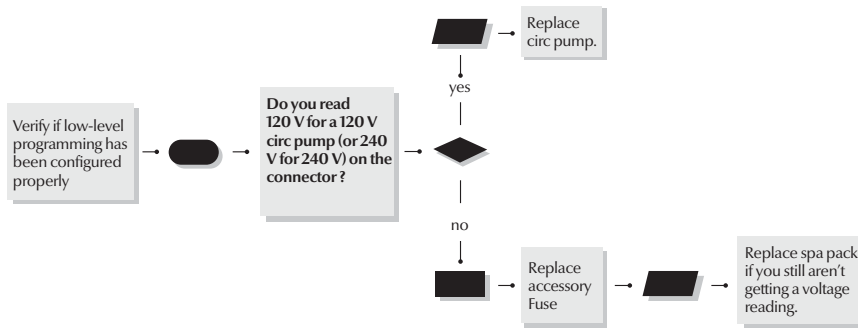 Verify if low-level
programming has
been configured
properly
Do you read
120 V for a 120 V
circ pump (or 240
V for 240 V) on the
connector ?
yes
Replace
circ pump.
no
Replace
accessory
Fuse
Replace spa pack
if you still aren't
getting a voltage
reading.